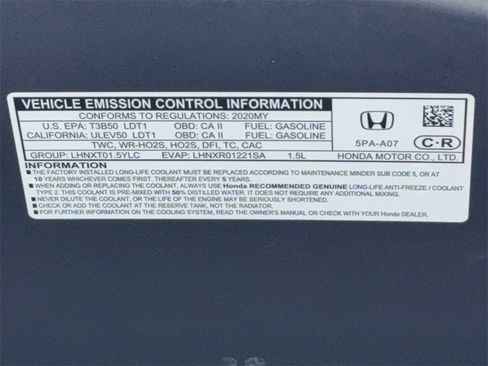 VEHICLE EMISSION CONTROL INFORMATION
CONFORMS TO REGULATIONS: 2020MY
U.S. EPA: T3B50 LDT1 OBD: CA II FUEL: GASOLINE
CALIFORNIA: ULEV50 LDT1 OBD: CA II FUEL: GASOLINE
TWC, WR-HO2S, HO2S, DFI, TC, CAC
GROUP: LHNXT01.5YLC EVAP: LHNXR01221SA 1.5L
5PA-A07 C-R
HONDA MOTOR CO., LTD.
INFORMATION
■ THE FACTORY INSTALLED LONG-LIFE COOLANT MUST BE REPLACED ACCORDING TO MAINTENANCE MINDER SUB CODE 5, OR AT
10 YEARS WHICHEVER COMES FIRST. THEREAFTER EVERY 5 YEARS.
■ WHEN ADDING OR REPLACING THE COOLANT, ALWAYS USE Honda RECOMMENDED GENUINE LONG-LIFE ANTI-FREEZE / COOLANT
TYPE 2. THIS COOLANT IS PRE-MIXED WITH 50% DISTILLED WATER. IT DOES NOT REQUIRE ANY ADDITIONAL MIXING.
■ NEVER DILUTE THE COOLANT, OR THE LIFE OF THE ENGINE MAY BE SERIOUSLY SHORTENED.
■ CHECK OR ADD THE COOLANT AT THE RESERVE TANK, NOT THE RADIATOR.
■ FOR FURTHER INFORMATION ON THE COOLING SYSTEM, READ THE OWNER'S MANUAL OR CHECK WITH YOUR Honda DEALER.